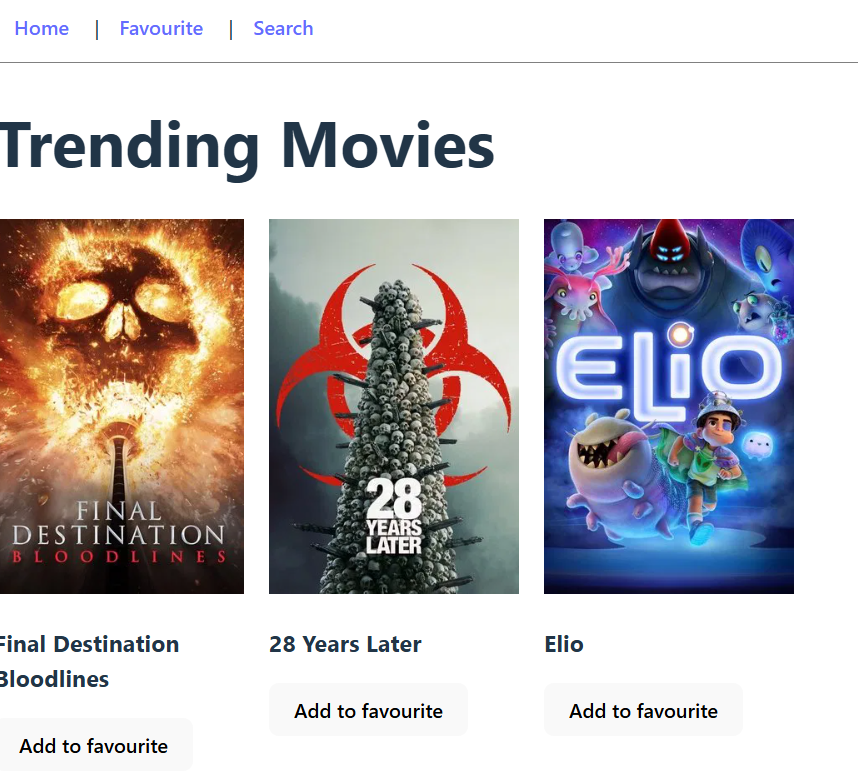 Home | Favourite | Search
Trending Movies
FINAL
DESTINATION
BLOODLINES
28
YEARS
LATER
ELiO
Final Destination
Bloodlines
28 Years Later
Elio
Add to favourite
Add to favourite
Add to favourite